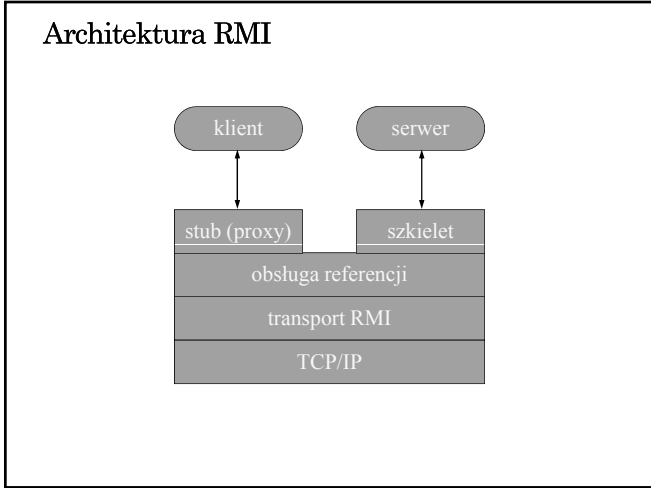 Architektura RMI
klient
serwer
stub (proxy)
szkielet
obsługa referencji
transport RMI
TCP/IP